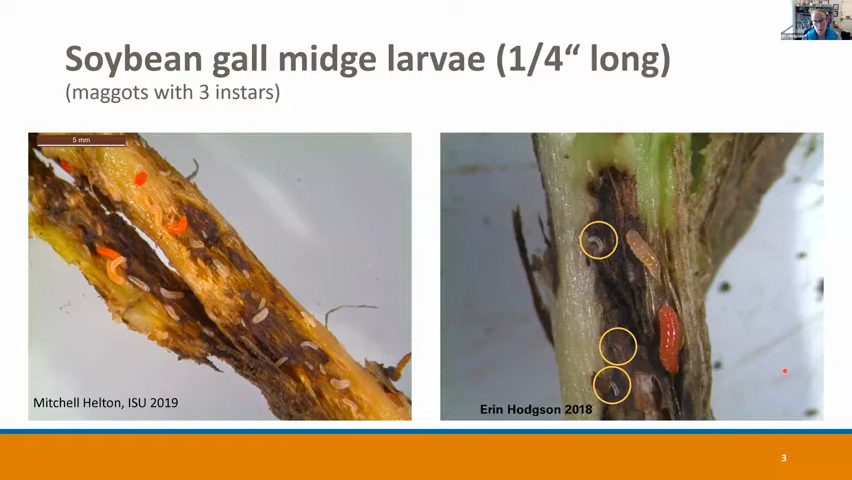 Soybean gall midge larvae (1/4“ long)
(maggots with 3 instars)
5 mm
Mitchell Helton, ISU 2019
Erin Hodgson 2018
3